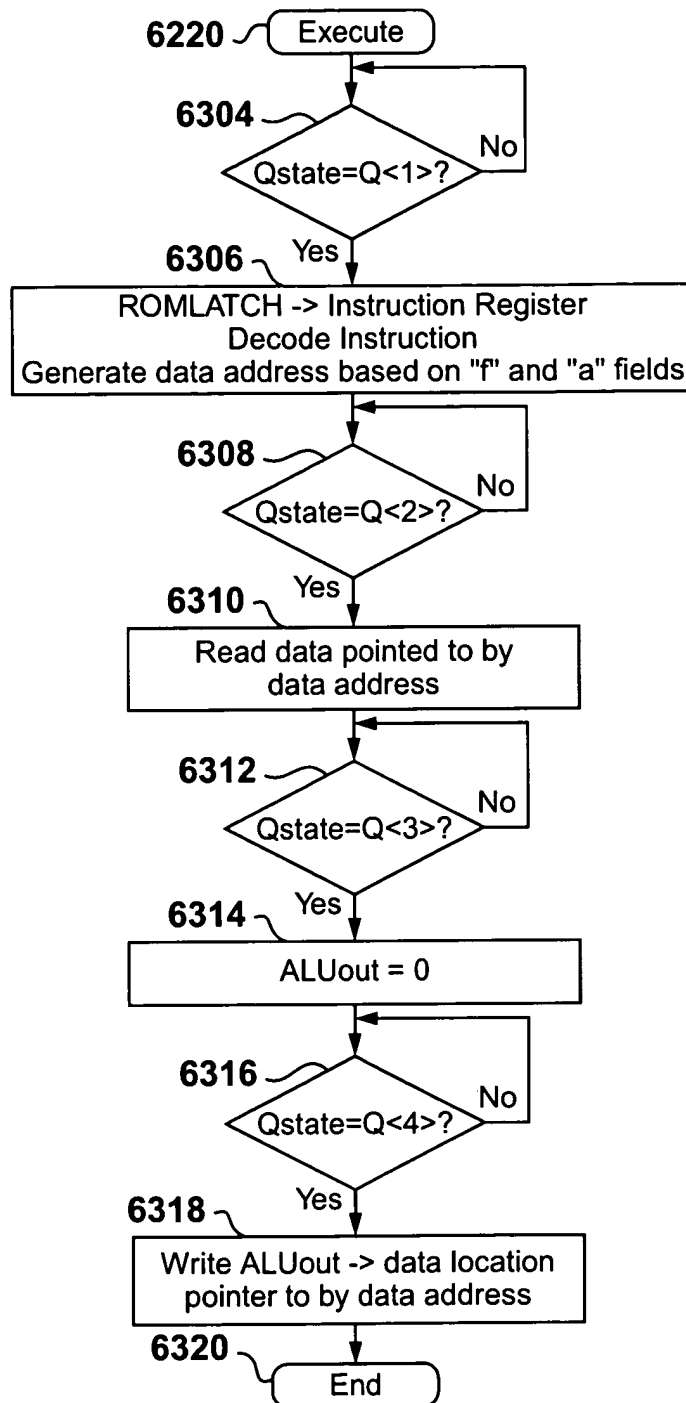 6220 Execute
6304
Qstate=Q<1>? No
Yes
6306
ROMLATCH -> Instruction Register
Decode Instruction
Generate data address based on "f" and "a" fields
6308
Qstate=Q<2>? No
Yes
6310
Read data pointed to by
data address
6312
Qstate=Q<3>? No
Yes
6314
ALUout = 0
6316
Qstate=Q<4>? No
Yes
6318
Write ALUout -> data location
pointer to by data address
6320
End